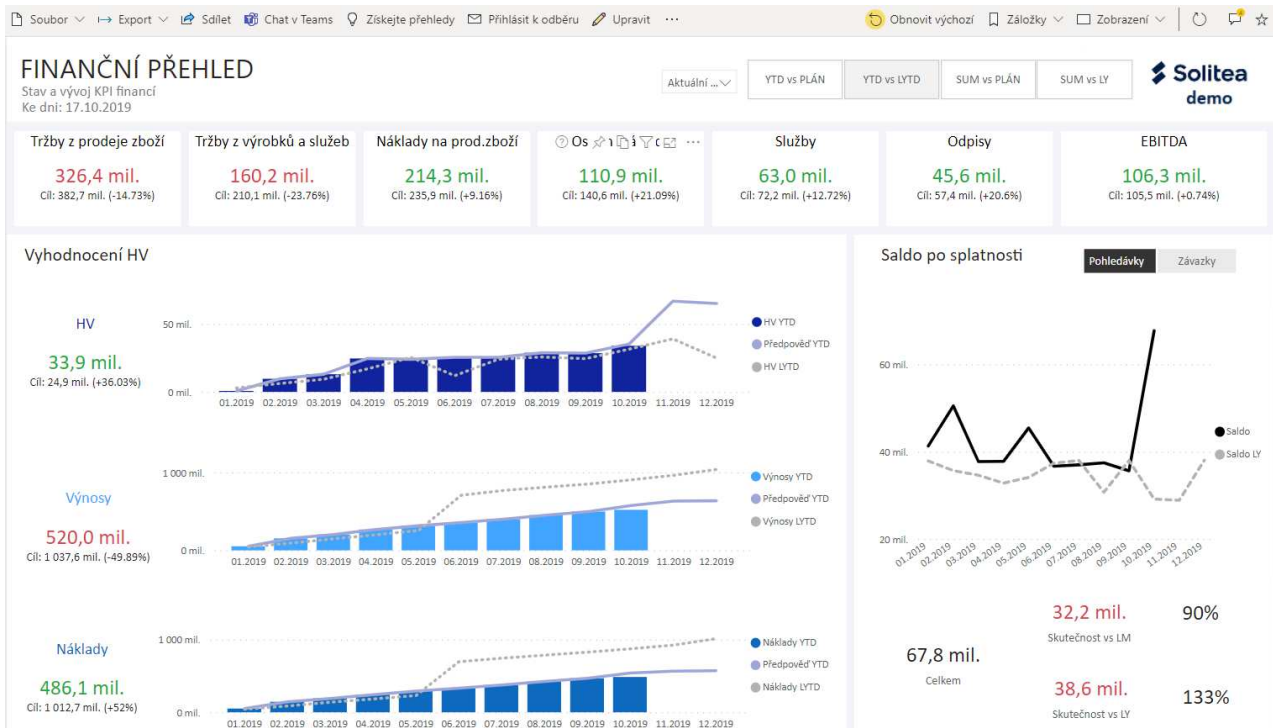 Soubor Export Sdílet Chat v Teams Získejte přehledy Přihlásit k odběru Upravit ··· Obnovit výchozí Záložky Zobrazení
FINANČNÍ PŘEHLED
Stav a vývoj KPI financí
Ke dni: 17.10.2019
Aktuální ...
YTD vs PLÁN
YTD vs LYTD
SUM vs PLÁN
SUM vs LY
Solitea
demo
Tržby z prodeje zboží
326,4 mil.
Cíl: 382,7 mil. (-14.73%)
Tržby z výrobků a služeb
160,2 mil.
Cíl: 210,1 mil. (-23.76%)
Náklady na prod.zboží
214,3 mil.
Cíl: 235,9 mil. (+9.16%)
Os
110,9 mil.
Cíl: 140,6 mil. (+21.09%)
Služby
63,0 mil.
Cíl: 72,2 mil. (+12.72%)
Odpisy
45,6 mil.
Cíl: 57,4 mil. (+20.6%)
EBITDA
106,3 mil.
Cíl: 105,5 mil. (+0.74%)
Vyhodnocení HV
HV
33,9 mil.
Cíl: 24,9 mil. (+36.03%)
50 mil.
0 mil.
01.2019 02.2019 03.2019 04.2019 05.2019 06.2019 07.2019 08.2019 09.2019 10.2019 11.2019 12.2019
HV YTD
Předpověď YTD
HV LYTD
Výnosy
520,0 mil.
Cíl: 1 037,6 mil. (-49.89%)
1 000 mil.
0 mil.
01.2019 02.2019 03.2019 04.2019 05.2019 06.2019 07.2019 08.2019 09.2019 10.2019 11.2019 12.2019
Výnosy YTD
Předpověď YTD
Výnosy LYTD
Náklady
486,1 mil.
Cíl: 1 012,7 mil. (+52%)
1 000 mil.
0 mil.
01.2019 02.2019 03.2019 04.2019 05.2019 06.2019 07.2019 08.2019 09.2019 10.2019 11.2019 12.2019
Náklady YTD
Předpověď YTD
Náklady LYTD
Saldo po splatnosti
Pohledávky
Závazky
60 mil.
40 mil.
20 mil.
01.2019 02.2019 03.2019 04.2019 05.2019 06.2019 07.2019 08.2019 09.2019 10.2019 11.2019 12.2019
Saldo
Saldo LY
67,8 mil.
Celkem
32,2 mil.
Skutečnost vs LM
90%
38,6 mil.
Skutečnost vs LY
133%